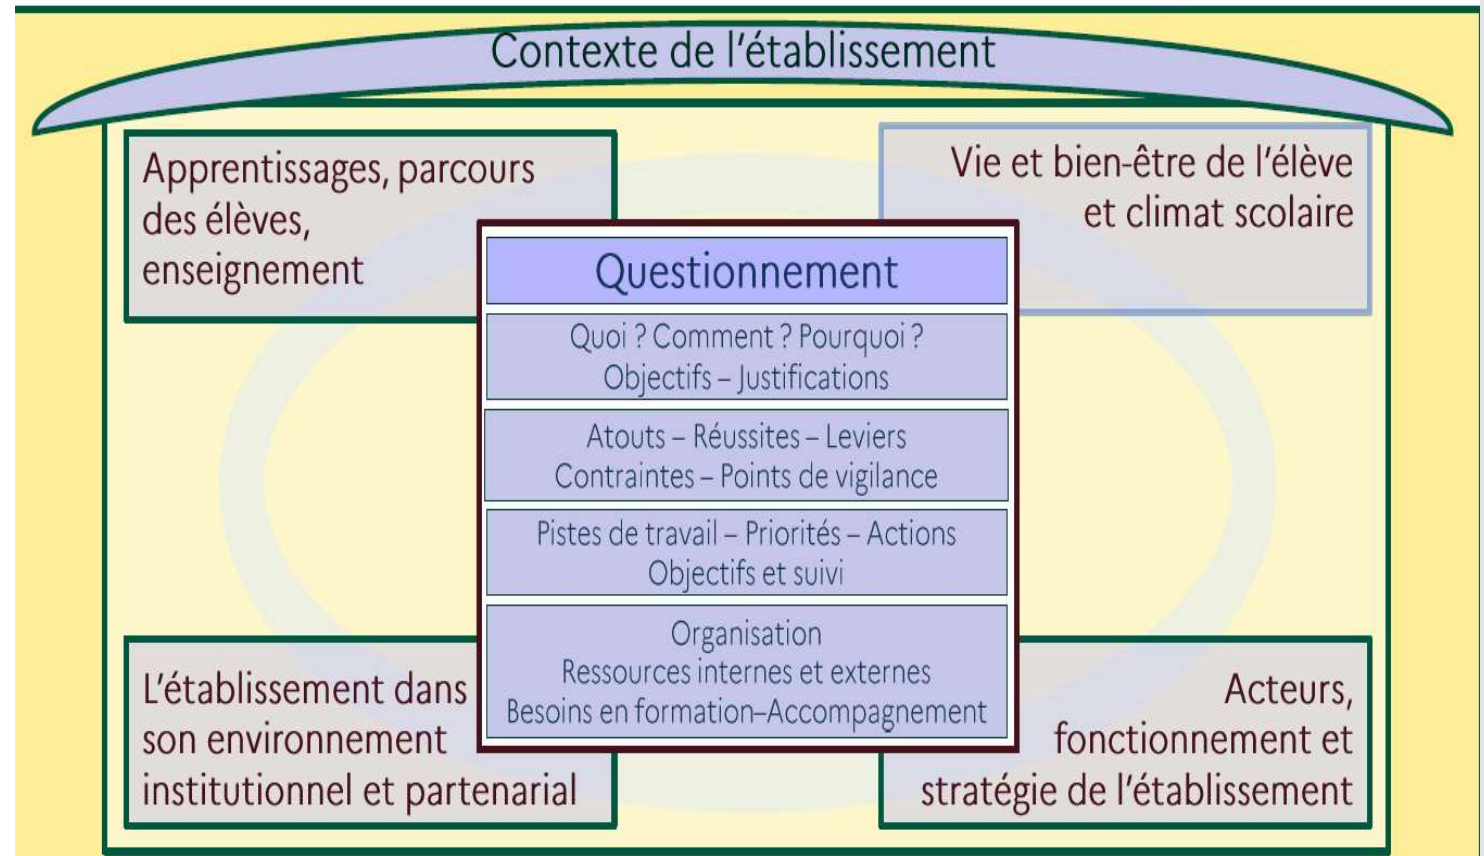 Contexte de l'établissement
Apprentissages, parcours
des élèves,
enseignement
Vie et bien-être de l'élève
et climat scolaire
Questionnement
Quoi ? Comment ? Pourquoi ?
Objectifs – Justifications
Atouts – Réussites – Leviers
Contraintes – Points de vigilance
Pistes de travail – Priorités – Actions
Objectifs et suivi
Organisation
Ressources internes et externes
Besoins en formation–Accompagnement
L'établissement dans
son environnement
institutionnel et partenarial
Acteurs,
fonctionnement et
stratégie de l'établissement